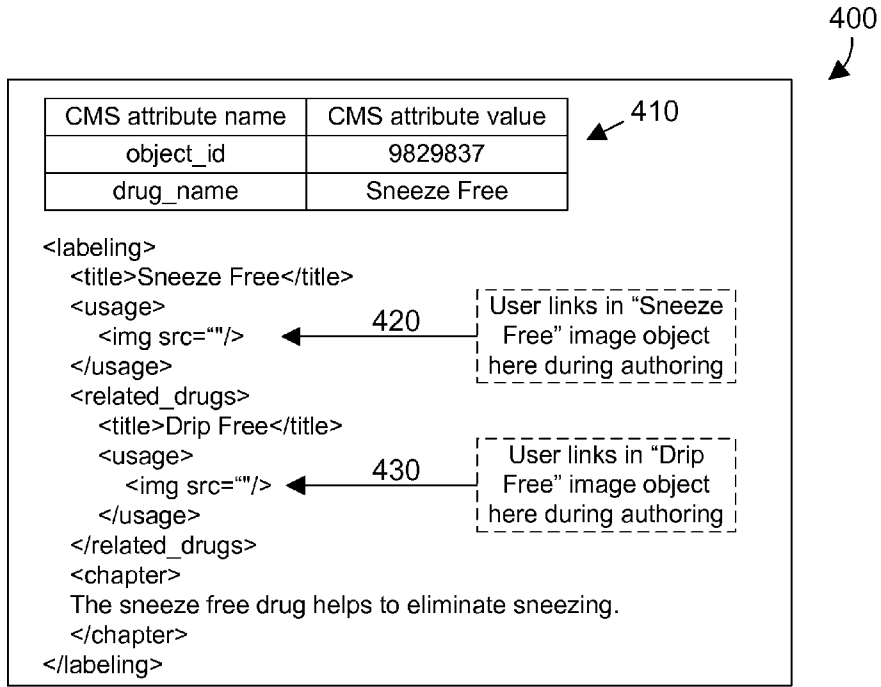 400
CMS attribute name CMS attribute value
410
object_id 9829837
drug_name Sneeze Free
<labeling>
<title>Sneeze Free</title>
<usage>
<img src=“"/>
420
User links in “Sneeze
Free” image object
here during authoring
</usage>
<related_drugs>
<title>Drip Free</title>
<usage>
<img src=“"/>
430
User links in “Drip
Free” image object
here during authoring
</usage>
</related_drugs>
<chapter>
The sneeze free drug helps to eliminate sneezing.
</chapter>
</labeling>